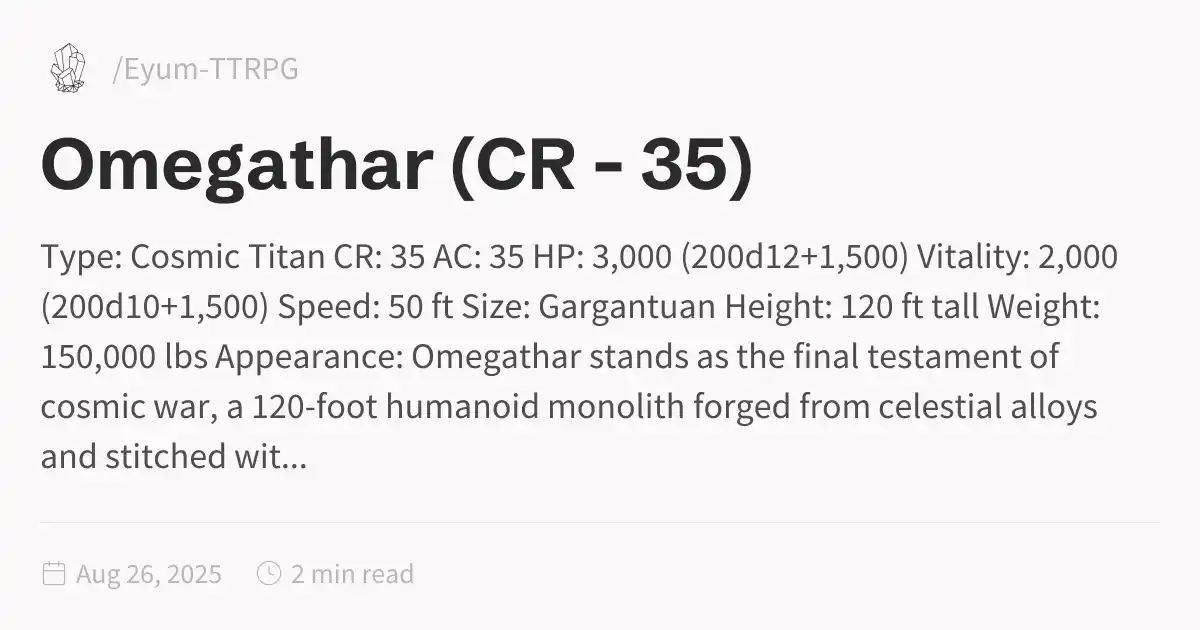 /Eyum-TTRPG
Omegathar (CR - 35)
Type: Cosmic Titan CR: 35 AC: 35 HP: 3,000 (200d12+1,500) Vitality: 2,000
(200d10+1,500) Speed: 50 ft Size: Gargantuan Height: 120 ft tall Weight:
150,000 lbs Appearance: Omegathar stands as the final testament of
cosmic war, a 120-foot humanoid monolith forged from celestial alloys
and stitched wit...
Aug 26, 2025 2 min read